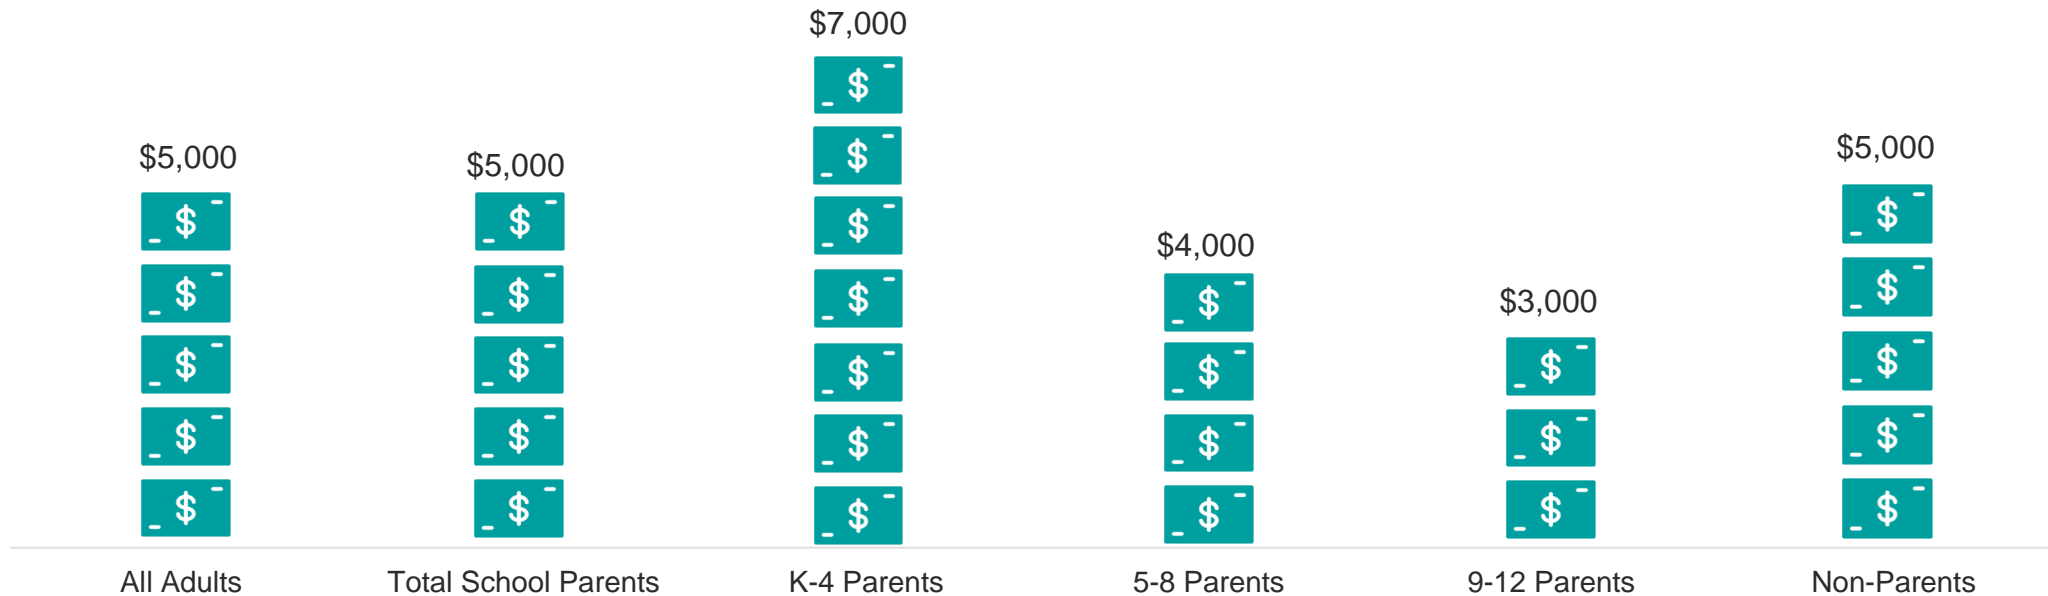 $7,000
$5,000
$5,000
$5,000
$4,000
$3,000
All Adults
Total School Parents
K-4 Parents
5-8 Parents
9-12 Parents
Non-Parents